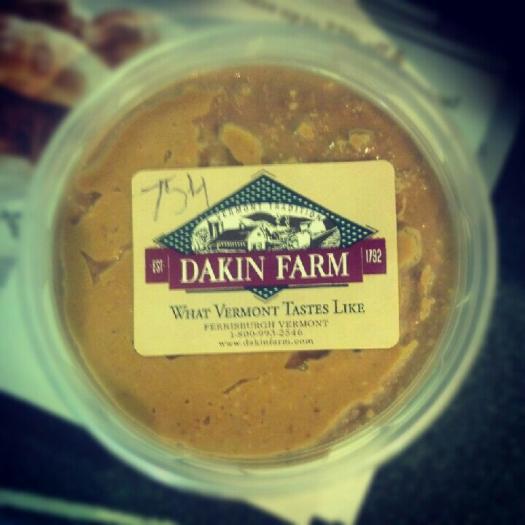 754
VERMONT TRADITION
EST. 1792
DAKIN FARM
WHAT VERMONT TASTES LIKE
FERRISBURGH VERMONT
1-800-993-2546
www.dakinfarm.com